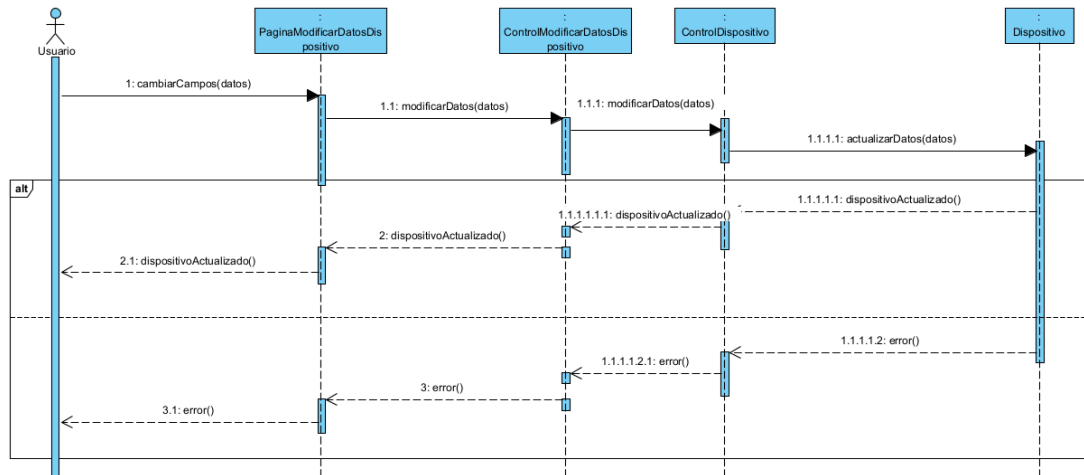 :
PaginaModificarDatosDis
positivo
:
ControlModificarDatosDis
positivo
:
ControlDispositivo
:
Dispositivo
Usuario
1: cambiarCampos(datos)
1.1: modificarDatos(datos)
1.1.1: modificarDatos(datos)
1.1.1.1: actualizarDatos(datos)
alt
1.1.1.1.1: dispositivoActualizado()
1.1.1.1.1.1: dispositivoActualizado()
2: dispositivoActualizado()
2.1: dispositivoActualizado()
1.1.1.1.2: error()
1.1.1.1.2.1: error()
3: error()
3.1: error()